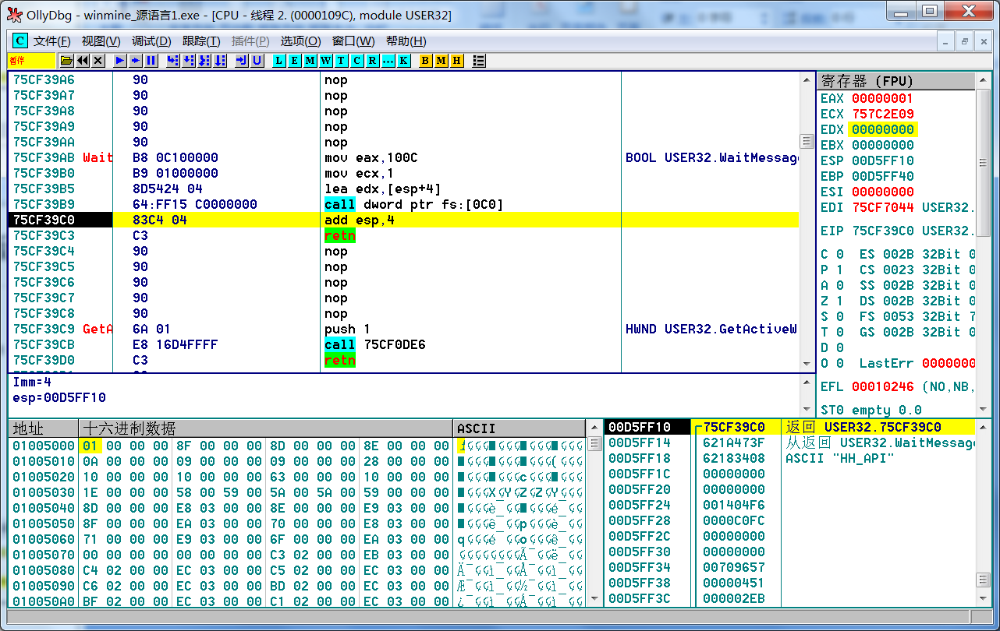 OllyDbg - winmine_源语言1.exe - [CPU - 线程 2. (0000109C), module USER32]
C 文件(F) 视图(V) 调试(D) 跟踪(T) 插件(P) 选项(O) 窗口(W) 帮助(H)
暂停 L E M W T C R ... K B M H
75CF39A6 90 nop
75CF39A7 90 nop
75CF39A8 90 nop
75CF39A9 90 nop
75CF39AA 90 nop
75CF39AB Wait B8 0C100000 mov eax,100C BOOL USER32.WaitMessag
75CF39B0 B9 01000000 mov ecx,1
75CF39B5 8D5424 04 lea edx,[esp+4]
75CF39B9 64:FF15 C0000000 call dword ptr fs:[0C0]
75CF39C0 83C4 04 add esp,4
75CF39C3 C3 retn
75CF39C4 90 nop
75CF39C5 90 nop
75CF39C6 90 nop
75CF39C7 90 nop
75CF39C8 90 nop
75CF39C9 GetA 6A 01 push 1 HWND USER32.GetActiveW
75CF39CB E8 16D4FFFF call 75CF0DE6
75CF39D0 C3 retn
Imm=4
esp=00D5FF10
寄存器 (FPU)
EAX 00000001
ECX 757C2E09
EDX 00000000
EBX 00000000
ESP 00D5FF10
EBP 00D5FF40
ESI 00000000
EDI 75CF7044 USER32.
EIP 75CF39C0 USER32.
C 0 ES 002B 32Bit 0
P 1 CS 0023 32Bit 0
A 0 SS 002B 32Bit 0
Z 1 DS 002B 32Bit 0
S 0 FS 0053 32Bit 7
T 0 GS 002B 32Bit 0
D 0
O 0 LastErr 0000000
EFL 00010246 (NO,NB,
ST0 empty 0.0
地址 十六进制数据 ASCII
01005000 01 00 00 00 8F 00 00 00 8D 00 00 00 8E 00 00 00
01005010 0A 00 00 00 09 00 00 00 09 00 00 00 28 00 00 00
01005020 10 00 00 00 10 00 00 00 63 00 00 00 10 00 00 00
01005030 1E 00 00 00 58 00 59 00 5A 00 5A 00 59 00 00 00
01005040 8D 00 00 00 E8 03 00 00 8E 00 00 00 E9 03 00 00
01005050 8F 00 00 00 EA 03 00 00 70 00 00 00 E8 03 00 00
01005060 71 00 00 00 E9 03 00 00 6F 00 00 00 EA 03 00 00
01005070 00 00 00 00 00 00 00 00 C3 02 00 00 EB 03 00 00
01005080 C4 02 00 00 EC 03 00 00 C5 02 00 00 EC 03 00 00
01005090 C6 02 00 00 EC 03 00 00 BD 02 00 00 EC 03 00 00
010050A0 BF 02 00 00 EC 03 00 00 C1 02 00 00 EC 03 00 00
00D5FF10 75CF39C0 返回 USER32.75CF39C0
00D5FF14 621A473F 从返回 USER32.WaitMessage
00D5FF18 62183408 ASCII "HH_API"
00D5FF1C 00000000
00D5FF20 00000000
00D5FF24 001404F6
00D5FF28 0000C0FC
00D5FF2C 00000000
00D5FF30 00000000
00D5FF34 00709657
00D5FF38 00000451
00D5FF3C 000002EB